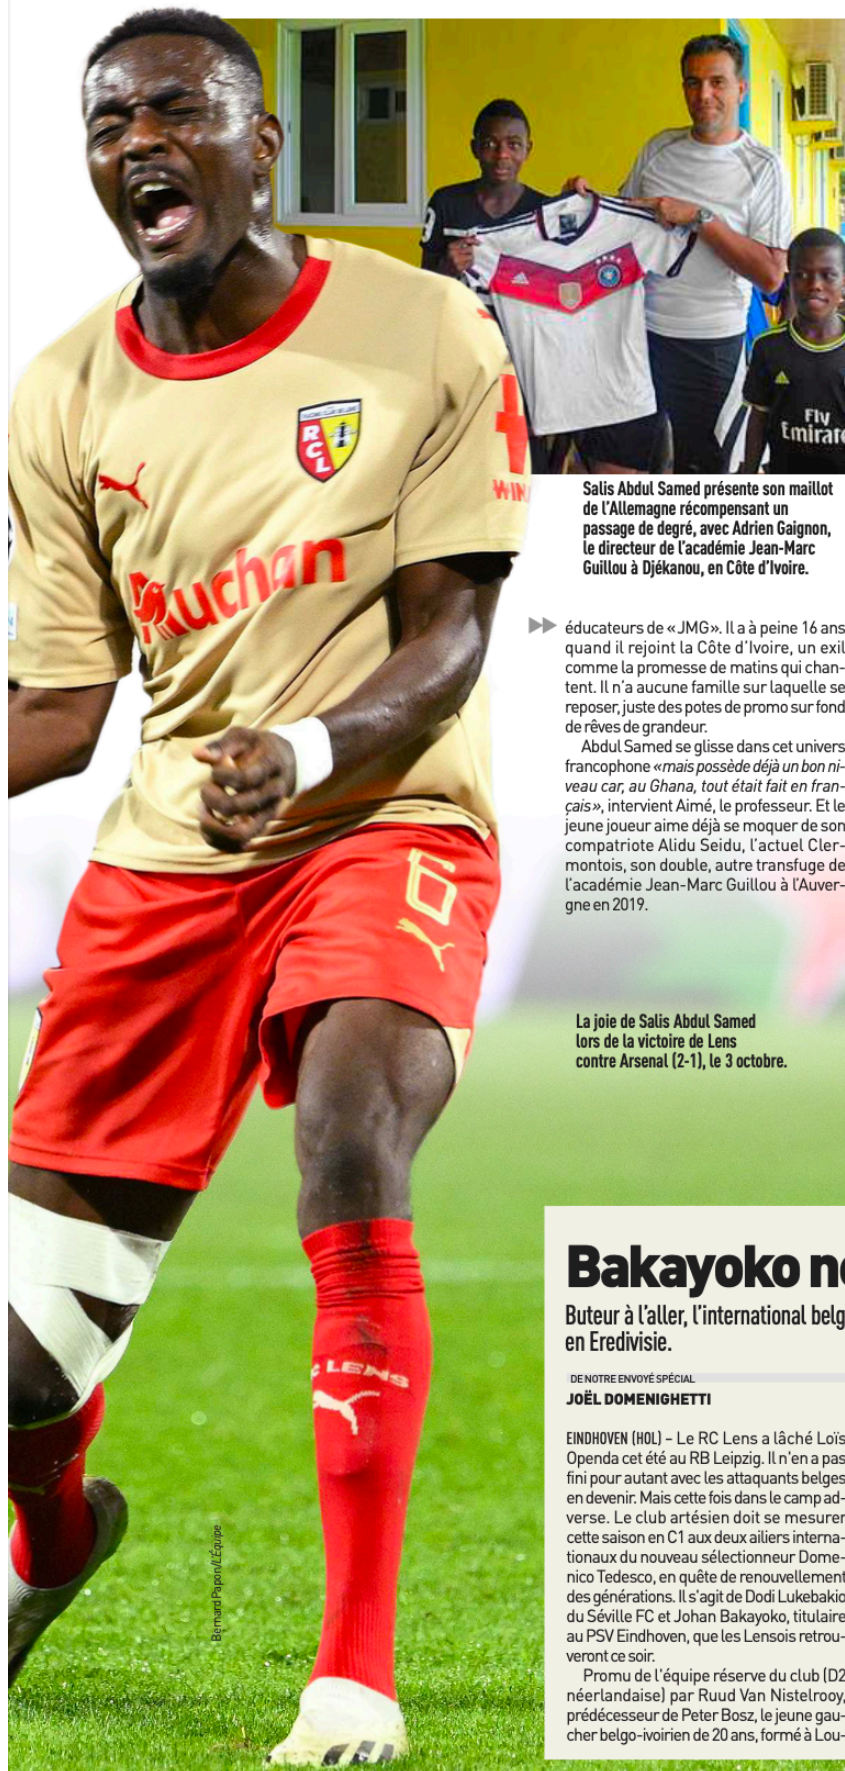 RCL
WIN
Auchan
6
RC LENS
Fly
Emirat
Salis Abdul Samed présente son maillot
de l’Allemagne récompensant un
passage de degré, avec Adrien Gaignon,
le directeur de l’académie Jean-Marc
Guillou à Djékanou, en Côte d’Ivoire.
éducateurs de «JMG». Il a à peine 16 ans
quand il rejoint la Côte d’Ivoire, un exil
comme la promesse de matins qui chan-
tent. Il n’a aucune famille sur laquelle se
reposer, juste des potes de promo sur fond
de rêves de grandeur.
Abdul Samed se glisse dans cet univers
francophone «mais possède déjà un bon ni-
veau car, au Ghana, tout était fait en fran-
çais», intervient Aimé, le professeur. Et le
jeune joueur aime déjà se moquer de son
compatriote Alidu Seidu, l’actuel Cler-
montois, son double, autre transfuge de
l’académie Jean-Marc Guillou à l’Auver-
gne en 2019.
La joie de Salis Abdul Samed
lors de la victoire de Lens
contre Arsenal (2-1), le 3 octobre.
Bernard Papon/L’Équipe
Bakayoko
Buteur à l’aller, l’international belg
en Eredivisie.
DE NOTRE ENVOYÉ SPÉCIAL
JOËL DOMENIGHETTI
EINDHOVEN (HOL) – Le RC Lens a lâché Loïs
Openda cet été au RB Leipzig. Il n’en a pas
fini pour autant avec les attaquants belges
en devenir. Mais cette fois dans le camp ad-
verse. Le club artésien doit se mesurer
cette saison en C1 aux deux ailiers interna-
tionaux du nouveau sélectionneur Dome-
nico Tedesco, en quête de renouvellement
des générations. Il s’agit de Dodi Lukebakio
du Séville FC et Johan Bakayoko, titulaire
au PSV Eindhoven, que les Lensois retrou-
veront ce soir.
Promu de l’équipe réserve du club (D2
néerlandaise) par Ruud Van Nistelrooy,
prédécesseur de Peter Bosz, le jeune gau-
cher belgo-ivoirien de 20 ans, formé à Lou-